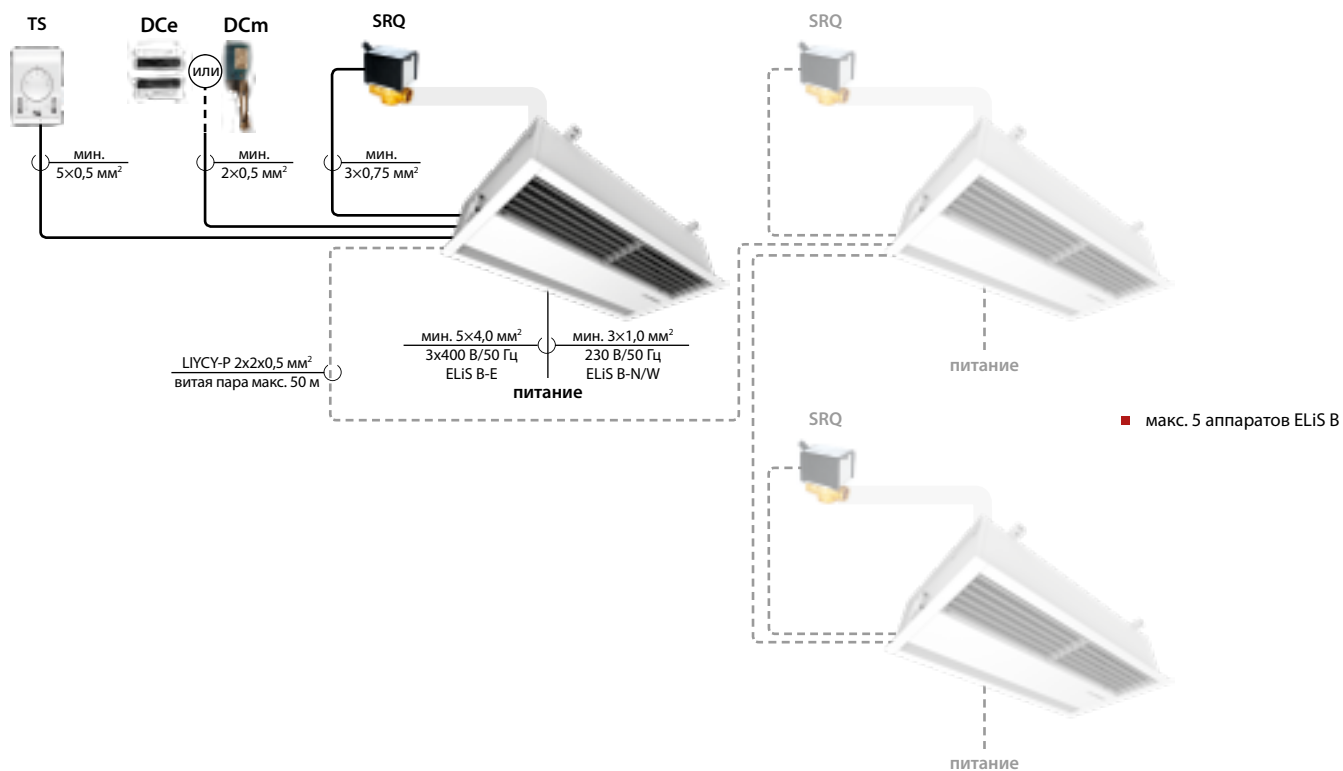 TS
DCe
DCm
SRQ
SRQ
или
мин.
5×0,5 мм²
мин.
2×0,5 мм²
мин.
3×0,75 мм²
LIYCY-P 2x2x0,5 мм²
витая пара макс. 50 м
мин. 5×4,0 мм²
3x400 В/50 Гц
ELiS B-E
мин. 3×1,0 мм²
230 В/50 Гц
ELiS B-N/W
питание
питание
SRQ
макс. 5 аппаратов ELiS B
питание